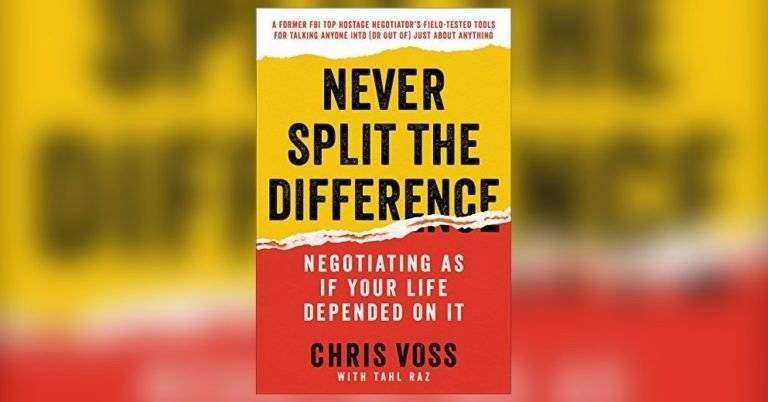 A FORMER FBI TOP HOSTAGE NEGOTIATOR'S FIELD-TESTED TOOLS
FOR TALKING ANYONE INTO (OR OUT OF) JUST ABOUT ANYTHING
NEVER
SPLIT THE
DIFFERENCE
NEGOTIATING AS
IF YOUR LIFE
DEPENDED ON IT
CHRIS VOSS
WITH TAHL RAZ